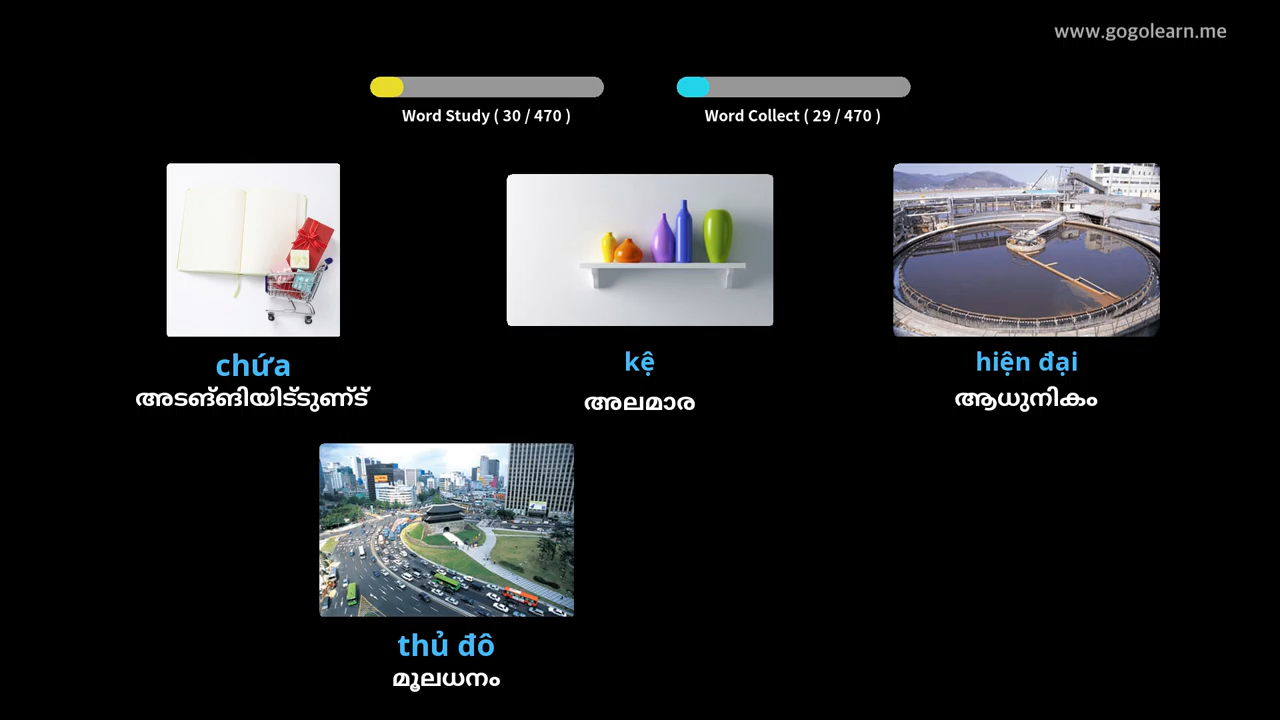 www.gogolearn.me
Word Study ( 30 / 470 )
Word Collect ( 29 / 470 )
chứa
അടങ്ങിയിട്ടുണ്ട്
kệ
അലമാര
hiện đại
ആധുനികം
thủ đô
മൂലധനം